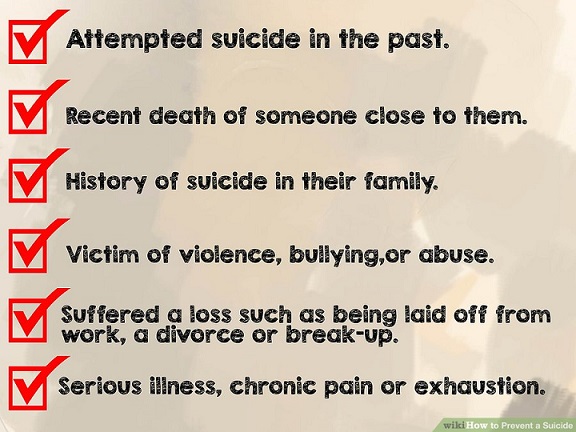 Attempted suicide in the past.
Recent death of someone close to them.
History of suicide in their family.
Victim of violence, bullying,or abuse.
Suffered a loss such as being laid off from
work, a divorce or break-up.
Serious illness, chronic pain or exhaustion.
wikiHow to Prevent a Suicide